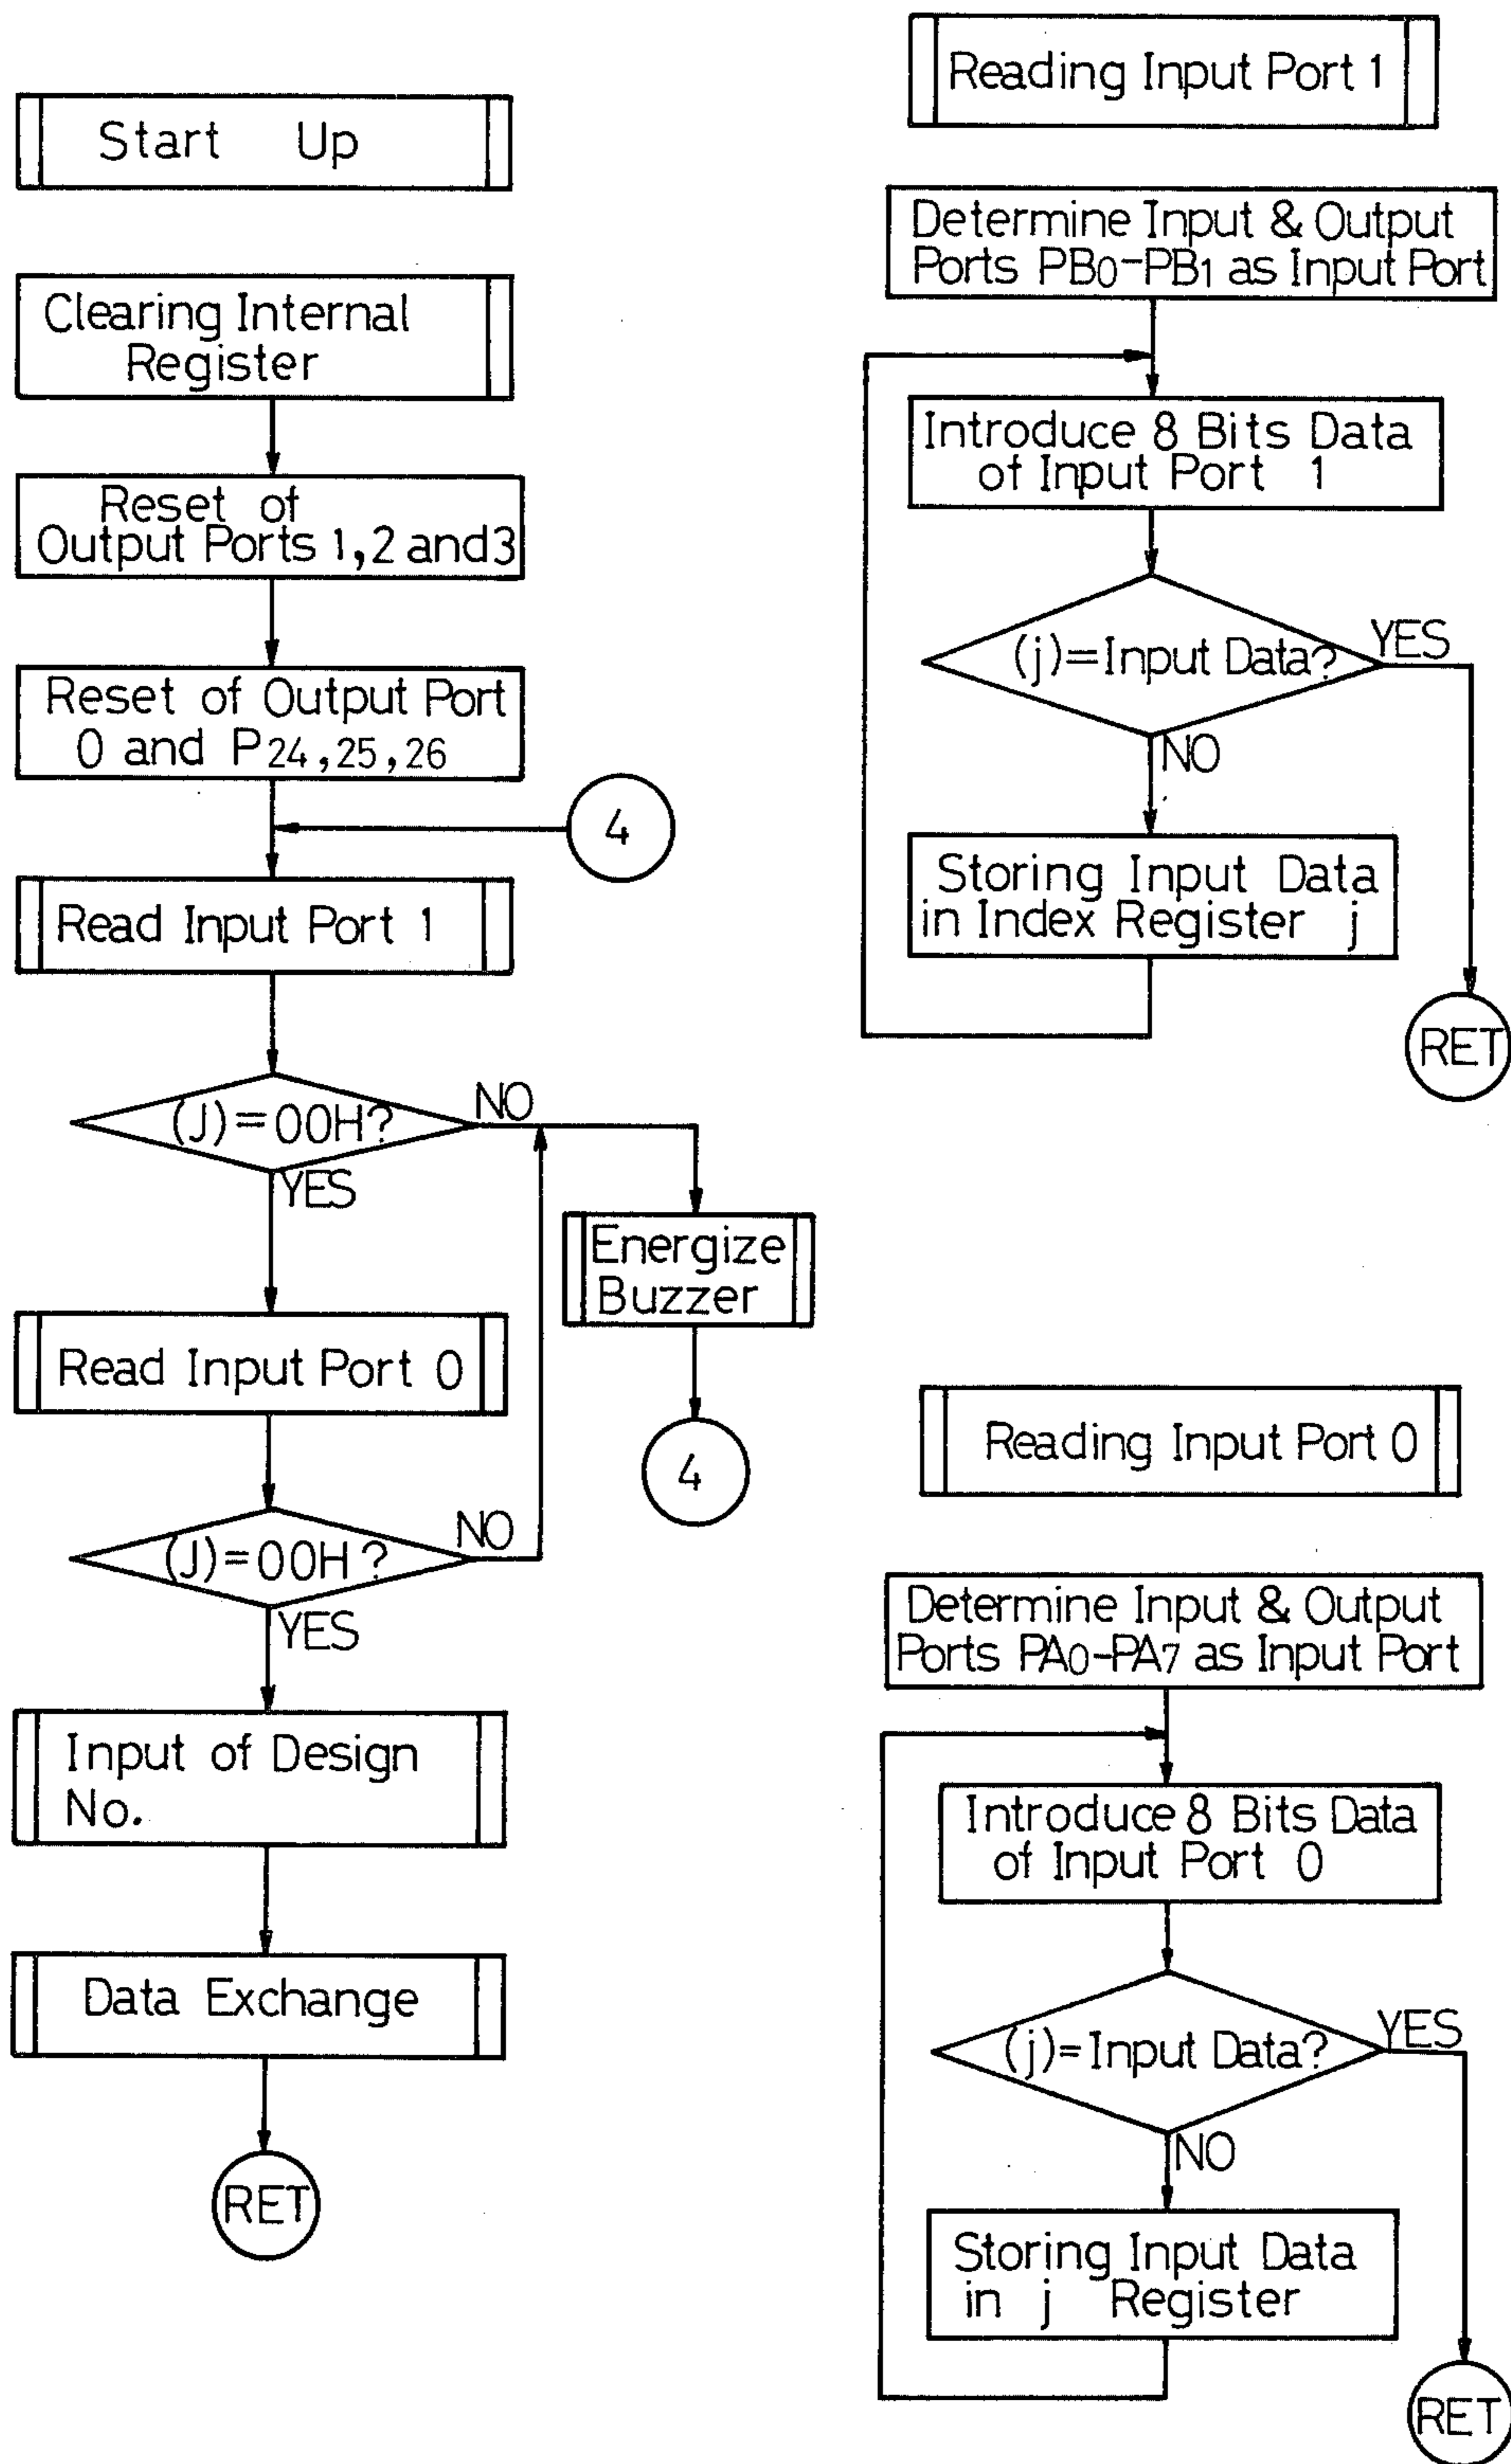 Start Up
Clearing Internal
Register
Reset of
Output Ports 1,2 and 3
Reset of Output Port
0 and P24,25,26
4
Read Input Port 1
(J)=00H?
NO
YES
Energize
Buzzer
4
Read Input Port 0
(J)=00H?
NO
YES
Input of Design
No.
Data Exchange
RET
Reading Input Port 1
Determine Input & Output
Ports PB0-PB1 as Input Port
Introduce 8 Bits Data
of Input Port 1
(j)=Input Data?
YES
NO
Storing Input Data
in Index Register j
RET
Reading Input Port 0
Determine Input & Output
Ports PA0-PA7 as Input Port
Introduce 8 Bits Data
of Input Port 0
(j)=Input Data?
YES
NO
Storing Input Data
in j Register
RET